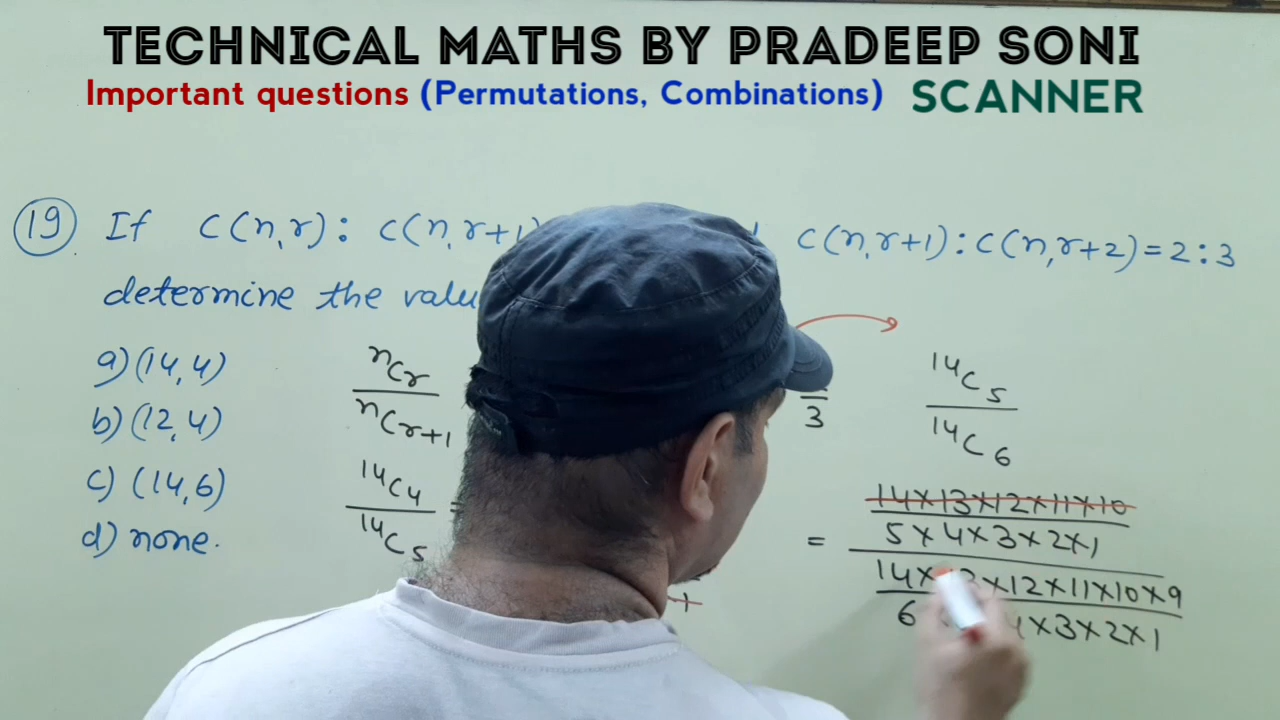 TECHNICAL MATHS BY PRADEEP SONI
Important questions (Permutations, Combinations) SCANNER
19 If C(n,r): C(n,r+1) C(n,r+1):C(n,r+2)=2:3
determine the
a) (14,4)
b) (12,4)
c) (14,6)
d) none.
nCr
nCr+1
14C4
14C5
=
3
14C5
14C6
14×13×12×11×10
5×4×3×2×1
=
14× ×12×11×10×9
6 ×3×2×1